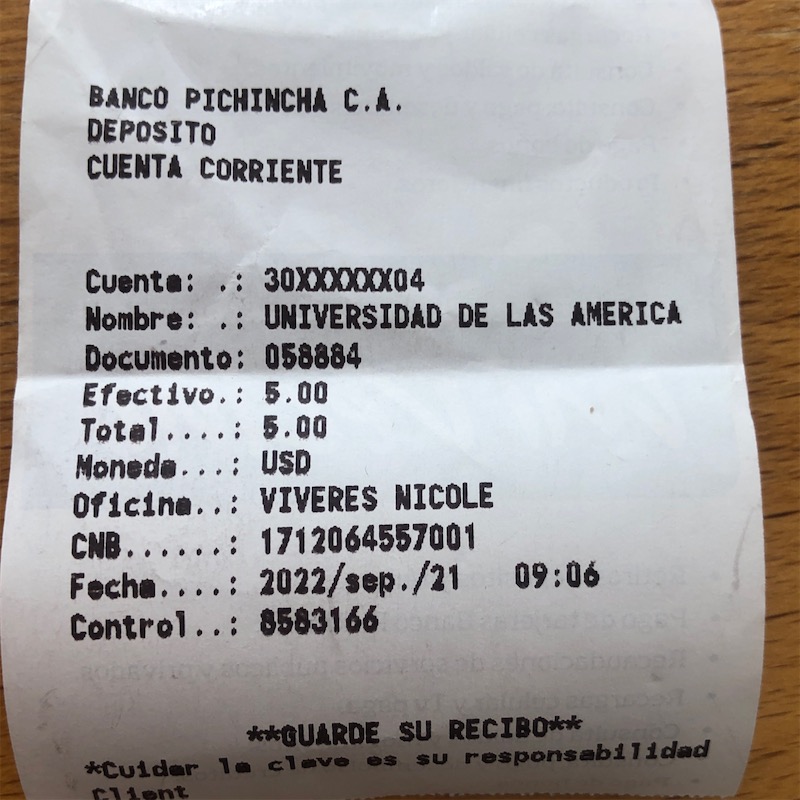 BANCO PICHINCHA C.A.
DEPOSITO
CUENTA CORRIENTE
Cuenta: .: 30XXXXXX04
Nombre: .: UNIVERSIDAD DE LAS AMERICA
Documento: 058884
Efectivo.: 5.00
Total....: 5.00
Moneda...: USD
Oficina..: VIVERES NICOLE
CNB......: 1712064557001
Fecha....: 2022/sep./21 09:06
Control..: 8583166
**GUARDE SU RECIBO**
*Cuidar la clave es su responsabilidad
Client